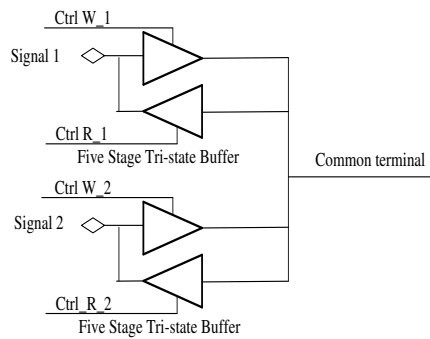 Ctrl W_1
Signal 1
Ctrl R_1
Five Stage Tri-state Buffer
Common terminal
Ctrl W_2
Signal 2
Ctrl_R_2
Five Stage Tri-state Buffer